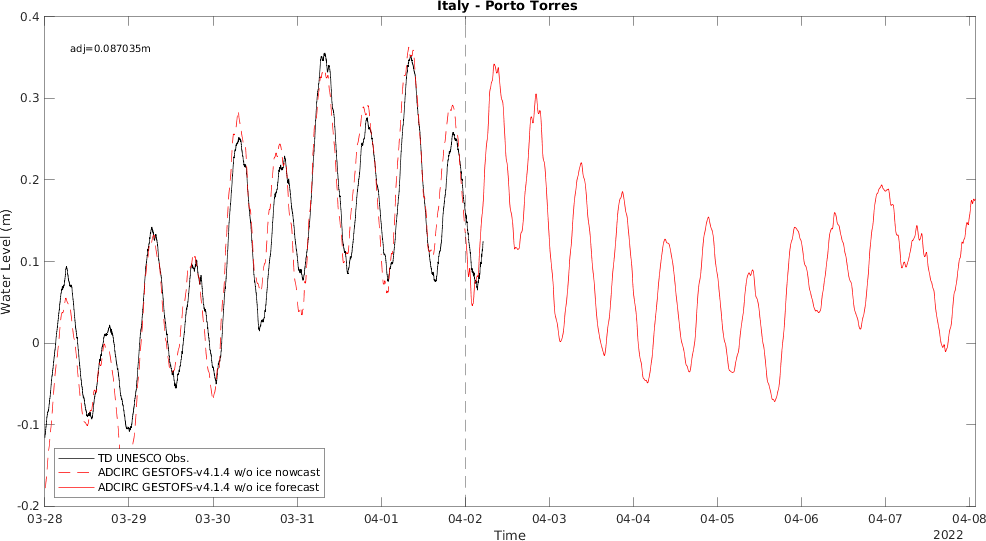 Italy - Porto Torres
adj=0.087035m
Water Level (m)
0.4
0.3
0.2
0.1
0
-0.1
-0.2
TD UNESCO Obs.
ADCIRC GESTOFS-v4.1.4 w/o ice nowcast
ADCIRC GESTOFS-v4.1.4 w/o ice forecast
03-28 03-29 03-30 03-31 04-01 04-02 04-03 04-04 04-05 04-06 04-07 04-08
Time
2022